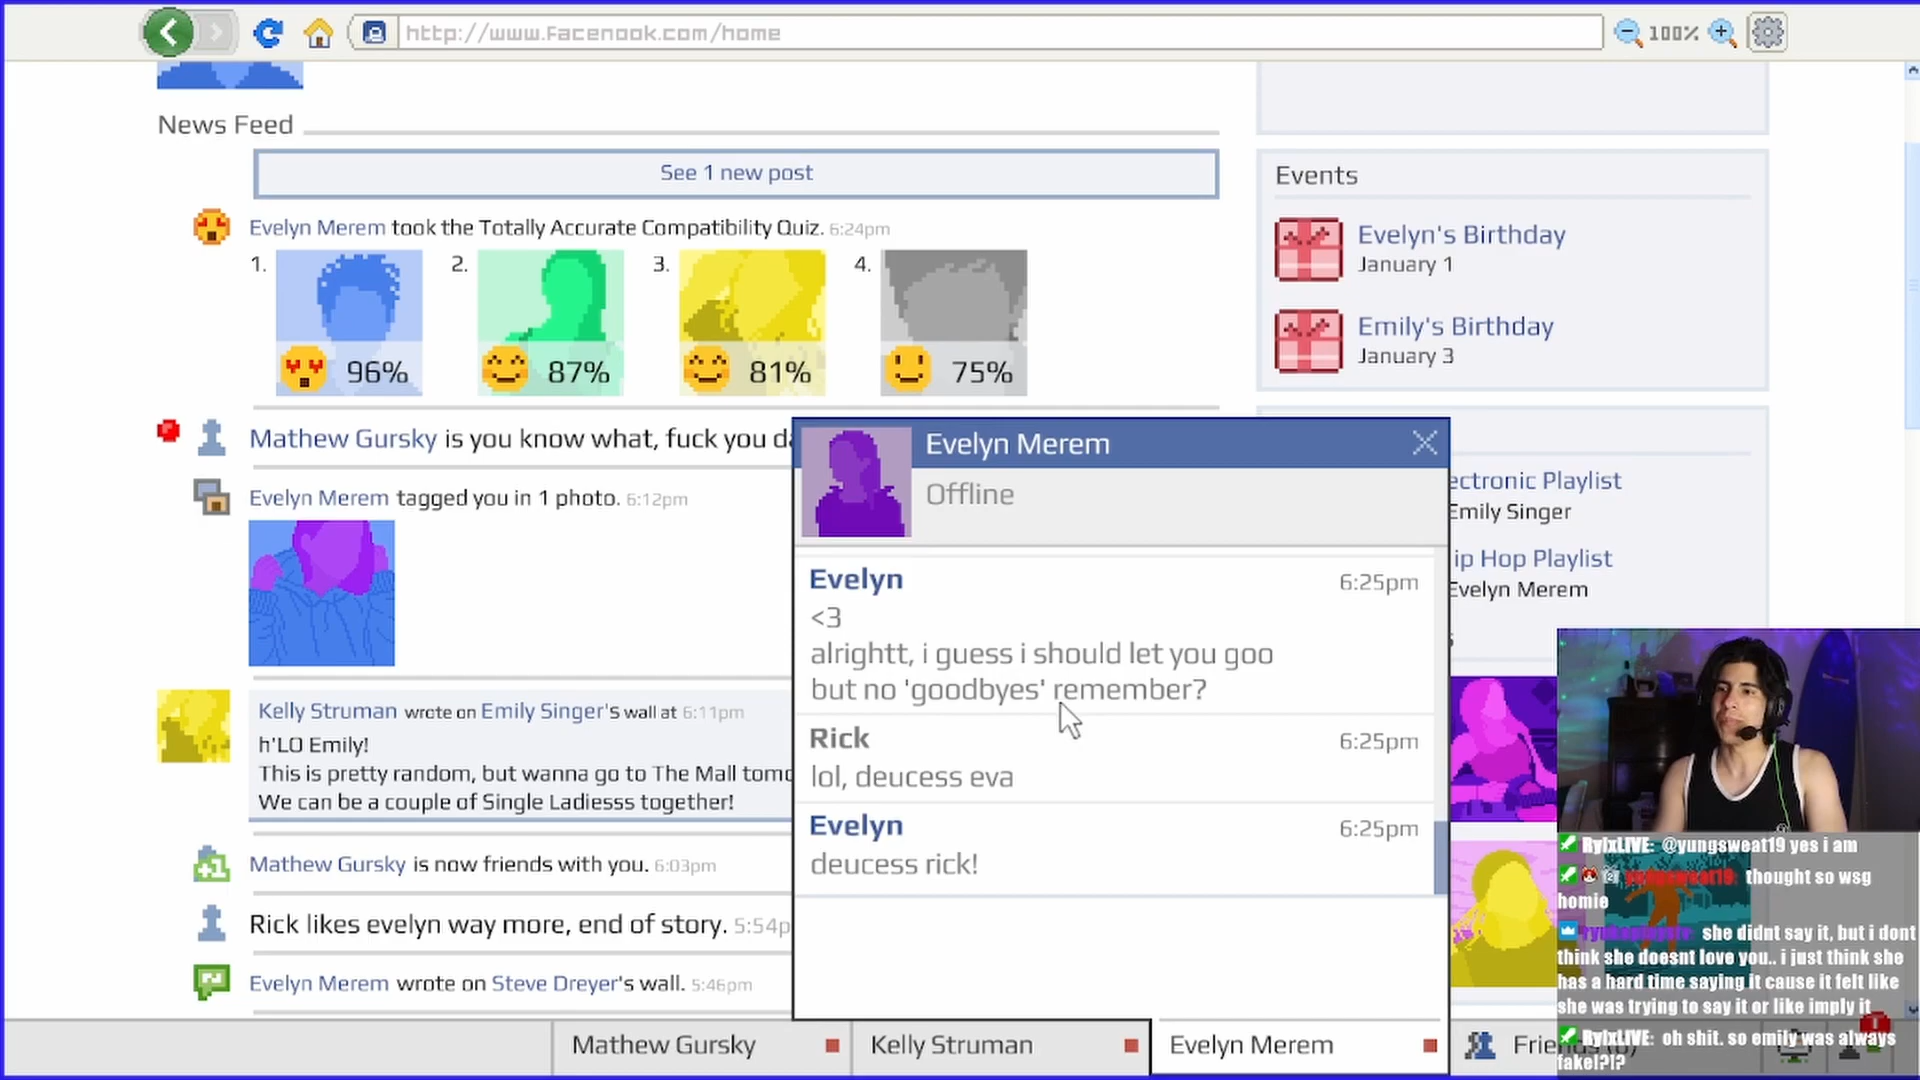 http://www.Facenook.com/home
100%
News Feed
See 1 new post
Evelyn Merem took the Totally Accurate Compatibility Quiz. 6:24pm
1.
2.
3.
4.
96%
87%
81%
75%
Mathew Gursky is you know what, fuck you da
Evelyn Merem tagged you in 1 photo. 6:12pm
Kelly Struman wrote on Emily Singer's wall at 6:11pm
h'LO Emily!
This is pretty random, but wanna go to The Mall tomo
We can be a couple of Single Ladiesss together!
Mathew Gursky is now friends with you. 6:03pm
Rick likes evelyn way more, end of story. 5:54p
Evelyn Merem wrote on Steve Dreyer's wall. 5:46pm
Events
Evelyn's Birthday
January 1
Emily's Birthday
January 3
ectronic Playlist
Emily Singer
ip Hop Playlist
Evelyn Merem
Evelyn Merem
Offline
Evelyn 6:25pm
<3
alrightt, i guess i should let you goo
but no 'goodbyes' remember?
Rick 6:25pm
lol, deucess eva
Evelyn 6:25pm
deucess rick!
Mathew Gursky
Kelly Struman
Evelyn Merem
RylxLIVE: @yungsweat19 yes i am
yungsweat19: thought so wsg
homie
she didnt say it, but i dont
think she doesnt love you.. i just think she
has a hard time saying it cause it felt like
she was trying to say it or like imply it
RylxLIVE: oh shit. so emily was always
fake!?!?